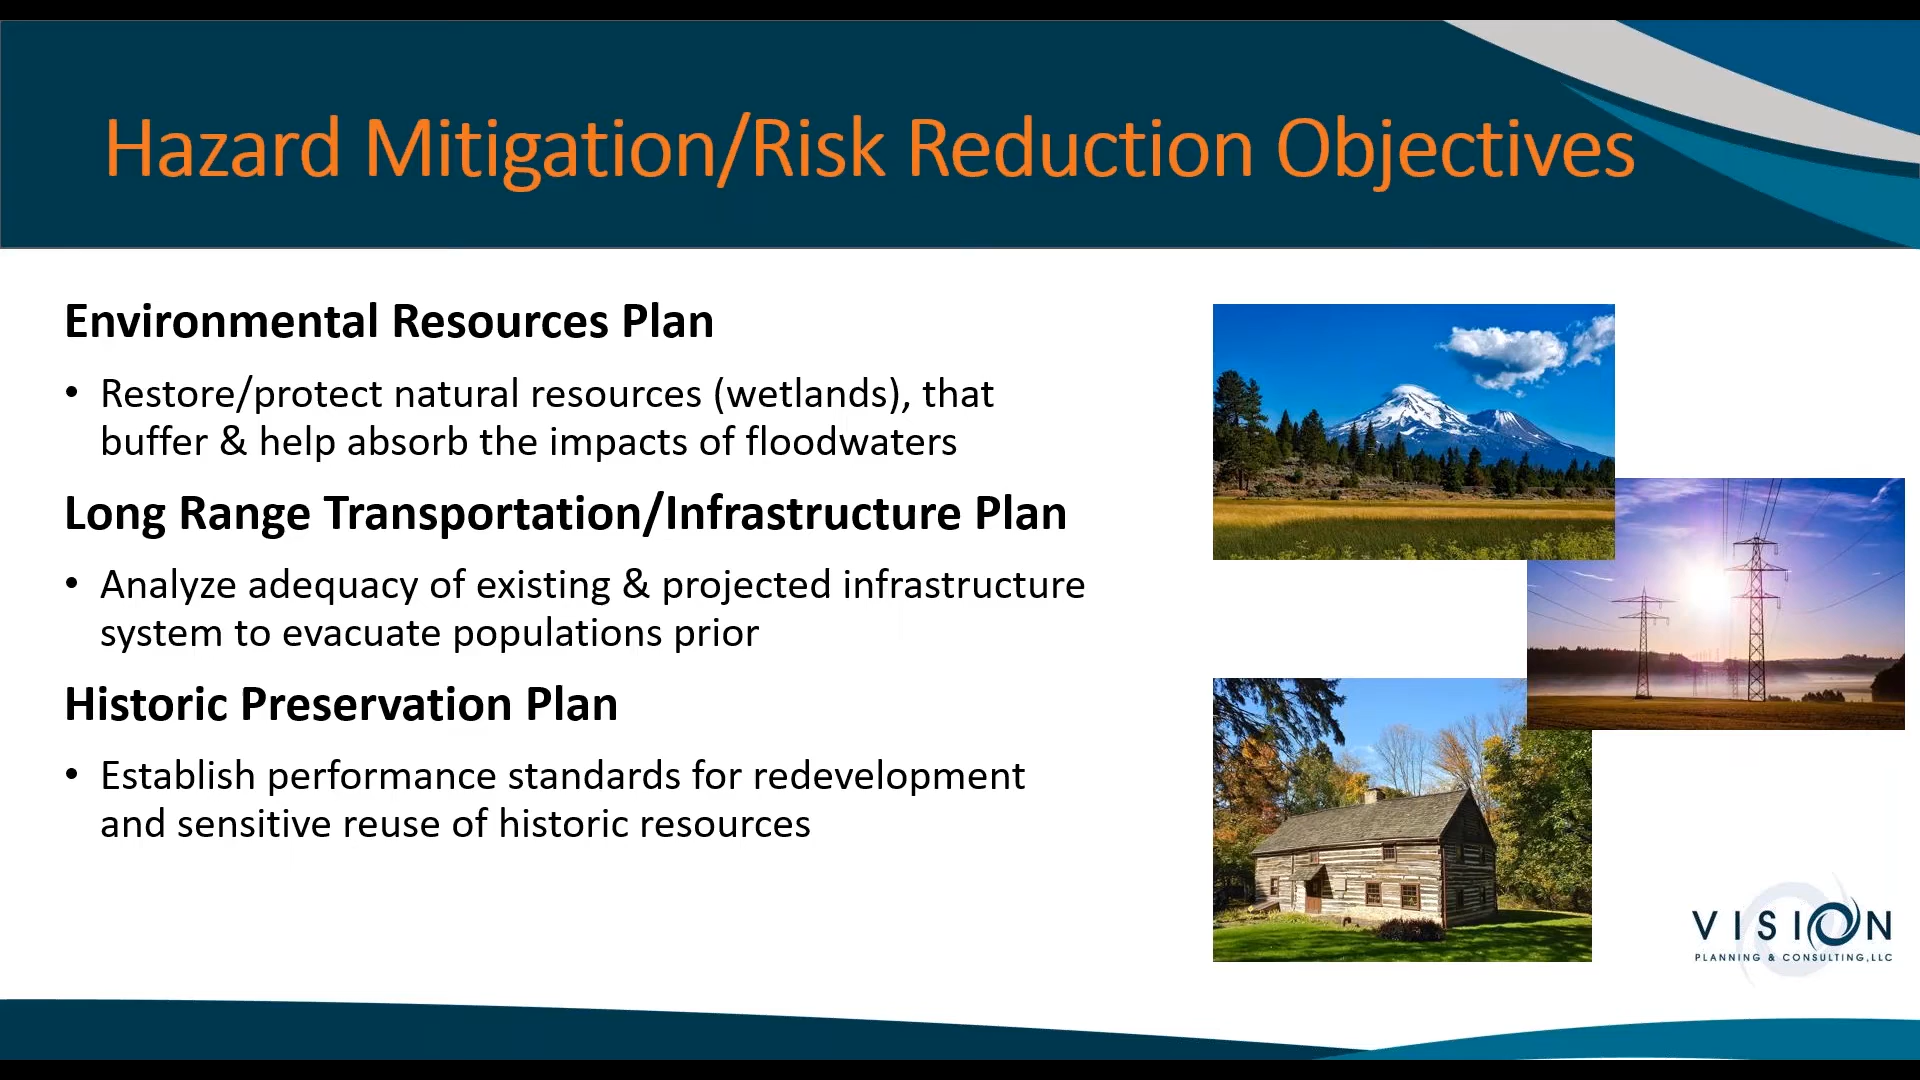 Hazard Mitigation/Risk Reduction Objectives
Environmental Resources Plan
• Restore/protect natural resources (wetlands), that
buffer & help absorb the impacts of floodwaters
Long Range Transportation/Infrastructure Plan
• Analyze adequacy of existing & projected infrastructure
system to evacuate populations prior
Historic Preservation Plan
• Establish performance standards for redevelopment
and sensitive reuse of historic resources
VISION
PLANNING & CONSULTING, LLC